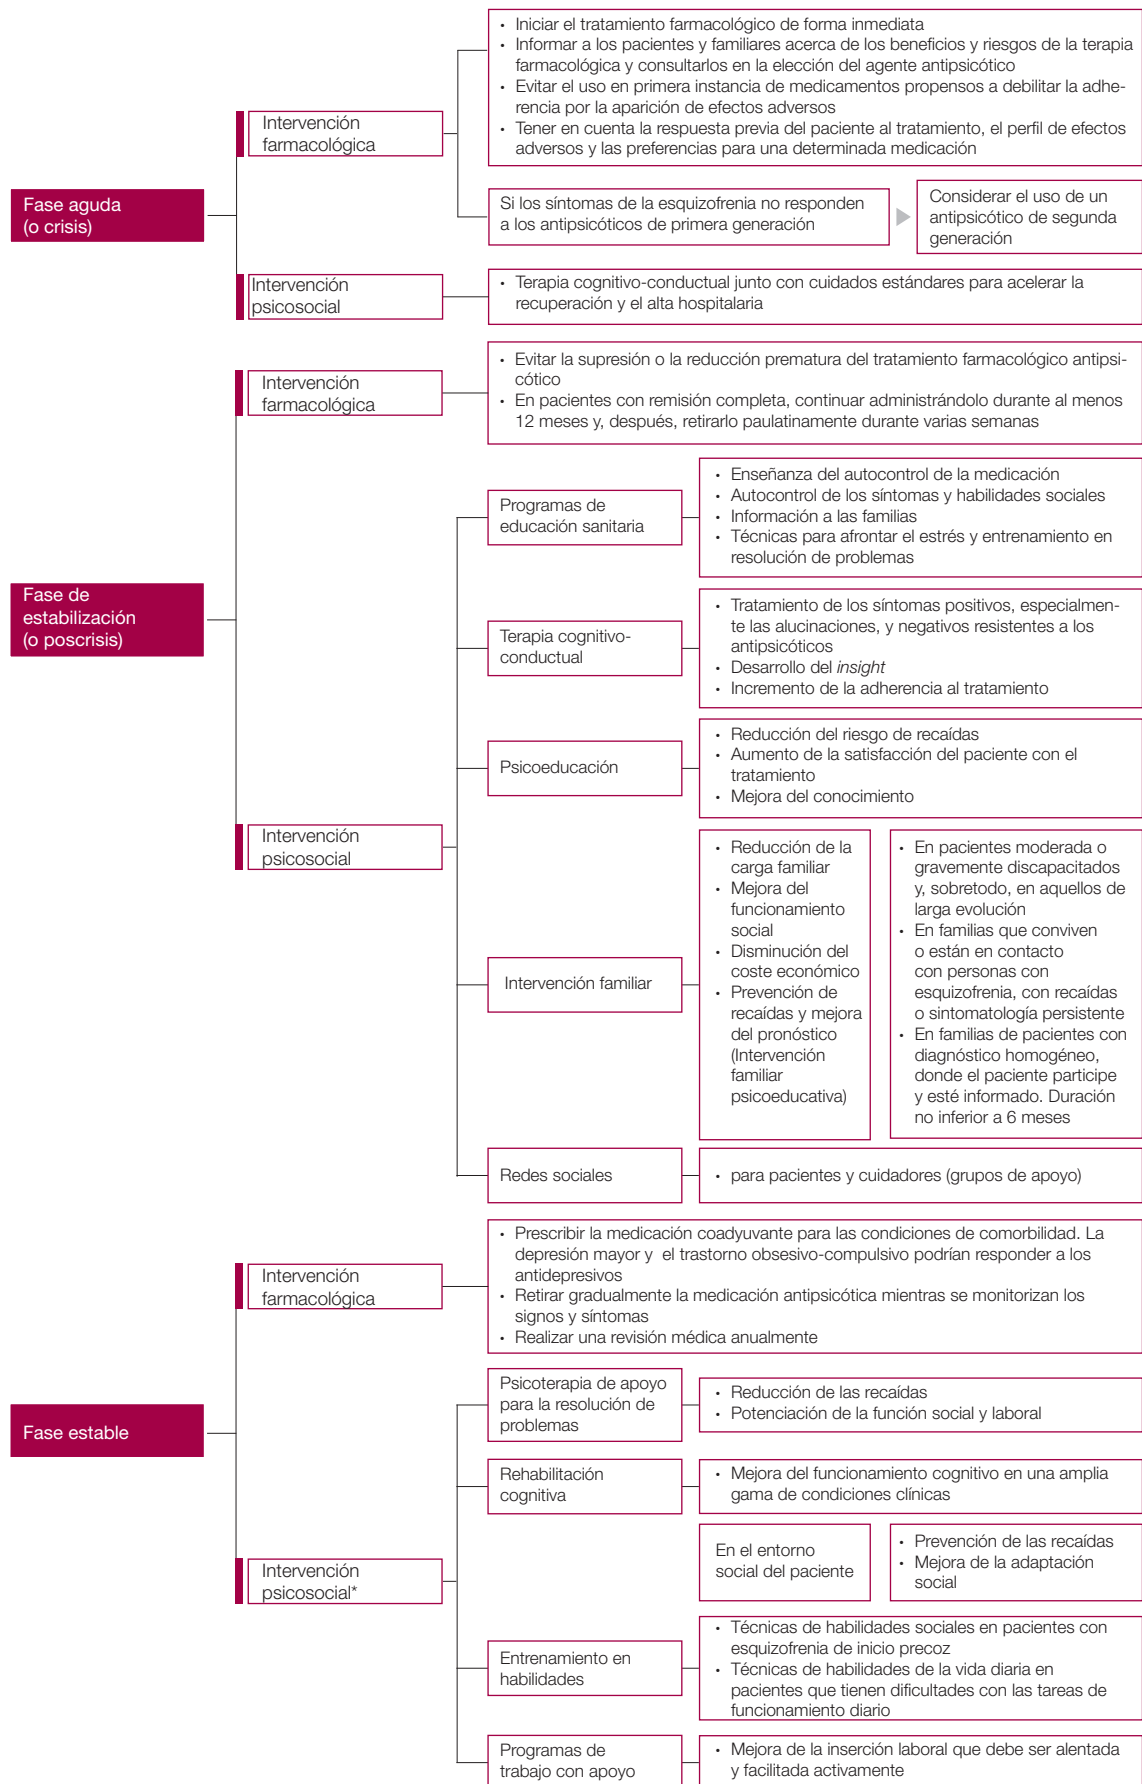 Fase aguda
(o crisis)
Intervención
farmacológica
• Iniciar el tratamiento farmacológico de forma inmediata
• Informar a los pacientes y familiares acerca de los beneficios y riesgos de la terapia
farmacológica y consultarlos en la elección del agente antipsicótico
• Evitar el uso en primera instancia de medicamentos propensos a debilitar la adhe-
rencia por la aparición de efectos adversos
• Tener en cuenta la respuesta previa del paciente al tratamiento, el perfil de efectos
adversos y las preferencias para una determinada medicación
Si los síntomas de la esquizofrenia no responden
a los antipsicóticos de primera generación
Considerar el uso de un
antipsicótico de segunda
generación
Intervención
psicosocial
• Terapia cognitivo-conductual junto con cuidados estándares para acelerar la
recuperación y el alta hospitalaria
Fase de
estabilización
(o poscrisis)
Intervención
farmacológica
• Evitar la supresión o la reducción prematura del tratamiento farmacológico antipsi-
cótico
• En pacientes con remisión completa, continuar administrándolo durante al menos
12 meses y, después, retirarlo paulatinamente durante varias semanas
Intervención
psicosocial
Programas de
educación sanitaria
• Enseñanza del autocontrol de la medicación
• Autocontrol de los síntomas y habilidades sociales
• Información a las familias
• Técnicas para afrontar el estrés y entrenamiento en
resolución de problemas
Terapia cognitivo-
conductual
• Tratamiento de los síntomas positivos, especialmen-
te las alucinaciones, y negativos resistentes a los
antipsicóticos
• Desarrollo del insight
• Incremento de la adherencia al tratamiento
Psicoeducación
• Reducción del riesgo de recaídas
• Aumento de la satisfacción del paciente con el
tratamiento
• Mejora del conocimiento
Intervención familiar
• Reducción de la
carga familiar
• Mejora del
funcionamiento
social
• Disminución del
coste económico
• Prevención de
recaídas y mejora
del pronóstico
(Intervención
familiar
psicoeducativa)
• En pacientes moderada o
gravemente discapacitados
y, sobretodo, en aquellos de
larga evolución
• En familias que conviven
o están en contacto
con personas con
esquizofrenia, con recaídas
o sintomatología persistente
• En familias de pacientes con
diagnóstico homogéneo,
donde el paciente participe
y esté informado. Duración
no inferior a 6 meses
Redes sociales
• para pacientes y cuidadores (grupos de apoyo)
Fase estable
Intervención
farmacológica
• Prescribir la medicación coadyuvante para las condiciones de comorbilidad. La
depresión mayor y el trastorno obsesivo-compulsivo podrían responder a los
antidepresivos
• Retirar gradualmente la medicación antipsicótica mientras se monitorizan los
signos y síntomas
• Realizar una revisión médica anualmente
Intervención
psicosocial*
Psicoterapia de apoyo
para la resolución de
problemas
• Reducción de las recaídas
• Potenciación de la función social y laboral
Rehabilitación
cognitiva
• Mejora del funcionamiento cognitivo en una amplia
gama de condiciones clínicas
En el entorno
social del paciente
• Prevención de las recaídas
• Mejora de la adaptación
social
Entrenamiento en
habilidades
• Técnicas de habilidades sociales en pacientes con
esquizofrenia de inicio precoz
• Técnicas de habilidades de la vida diaria en
pacientes que tienen dificultades con las tareas de
funcionamiento diario
Programas de
trabajo con apoyo
• Mejora de la inserción laboral que debe ser alentada
y facilitada activamente